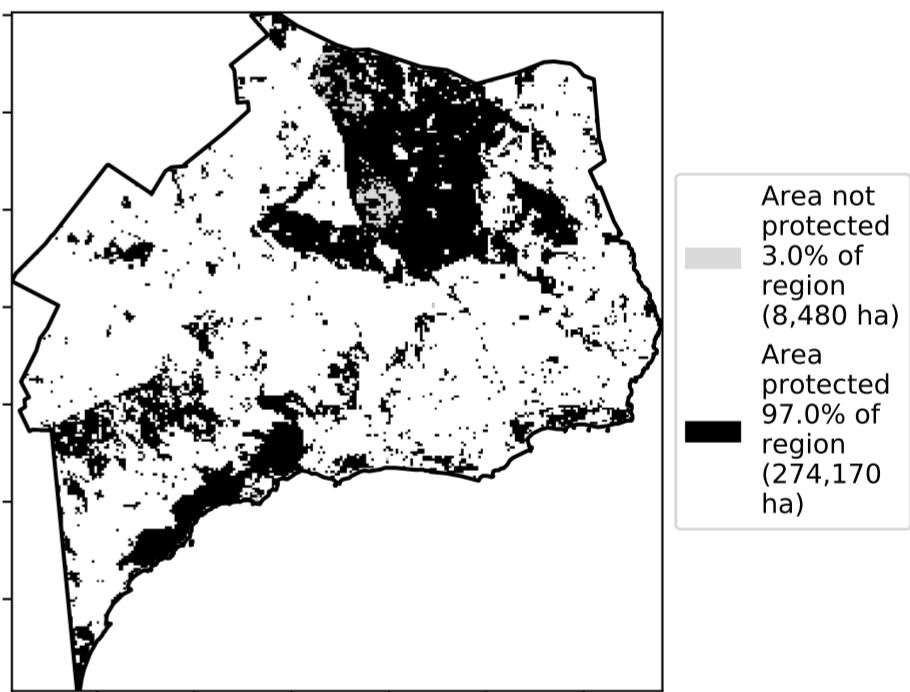 Area not
protected
3.0% of
region
(8,480 ha)
Area
protected
97.0% of
region
(274,170
ha)